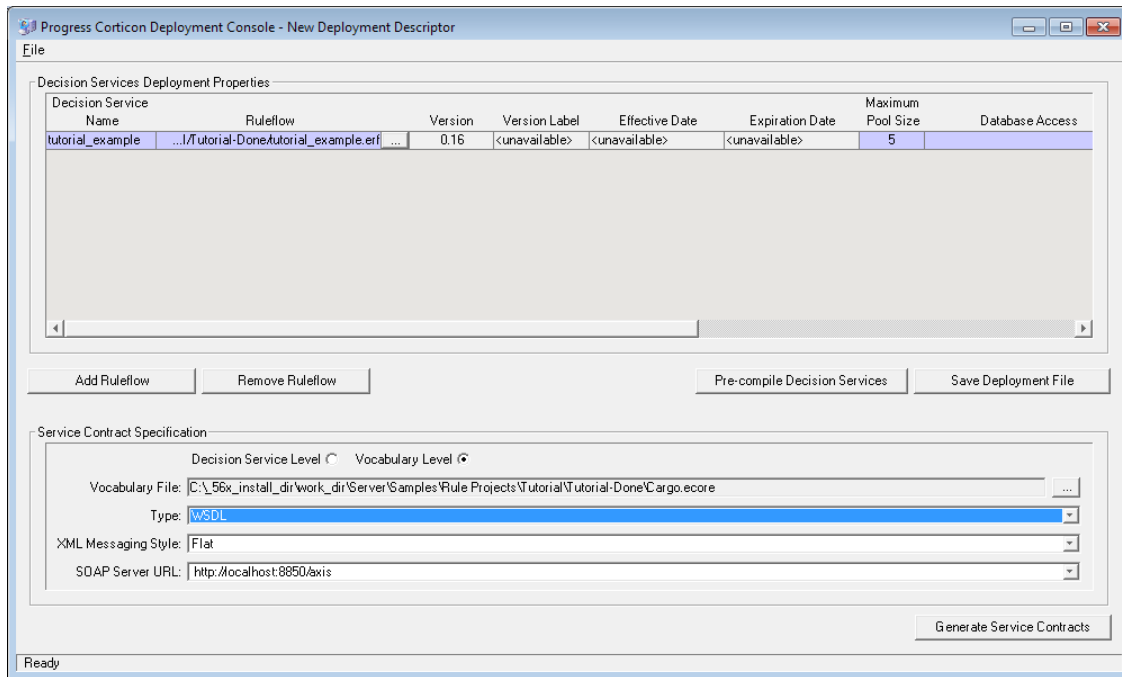 Progress Corticon Deployment Console - New Deployment Descriptor
File
Decision Services Deployment Properties
Decision Service Maximum
Name Ruleflow Version Version Label Effective Date Expiration Date Pool Size Database Access
tutorial_example ...l/Tutorial-Done/tutorial_example.erf ... 0.16 <unavailable> <unavailable> <unavailable> 5
Add Ruleflow Remove Ruleflow Pre-compile Decision Services Save Deployment File
Service Contract Specification
Decision Service Level Vocabulary Level
Vocabulary File: C:\_56x_install_dir\work_dir\Server\Samples\Rule Projects\Tutorial\Tutorial-Done\Cargo.ecore ...
Type: WSDL
XML Messaging Style: Flat
SOAP Server URL: http://localhost:8850/axis
Generate Service Contracts
Ready